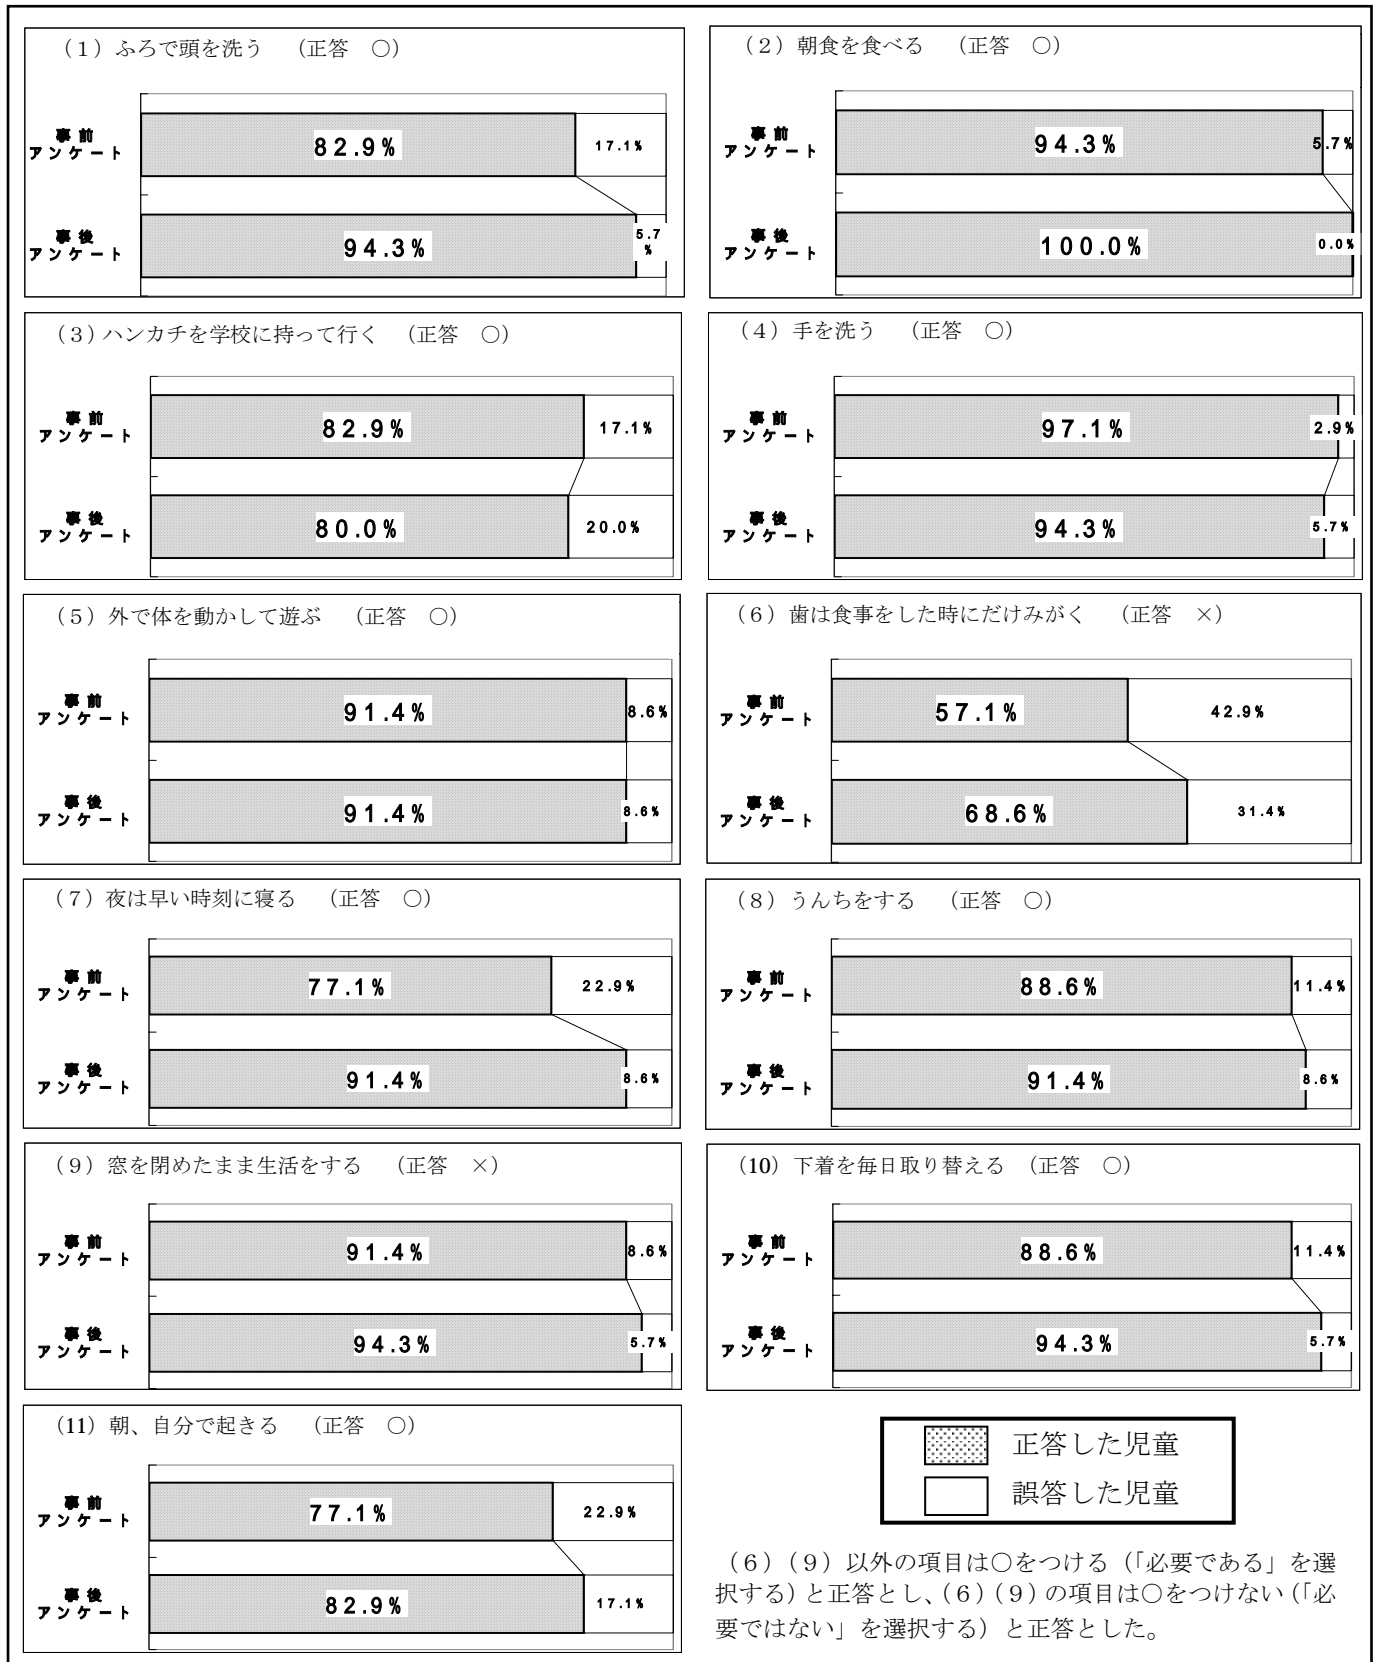 （１）ふろで頭を洗う　（正答　○）
事前
アンケート
82.9%
17.1%
事後
アンケート
94.3%
5.7
%
（２）朝食を食べる　（正答　○）
事前
アンケート
94.3%
5.7%
事後
アンケート
100.0%
0.0%
（３）ハンカチを学校に持って行く　（正答　○）
事前
アンケート
82.9%
17.1%
事後
アンケート
80.0%
20.0%
（４）手を洗う　（正答　○）
事前
アンケート
97.1%
2.9%
事後
アンケート
94.3%
5.7%
（５）外で体を動かして遊ぶ　（正答　○）
事前
アンケート
91.4%
8.6%
事後
アンケート
91.4%
8.6%
（６）歯は食事をした時にだけみがく　（正答　×）
事前
アンケート
57.1%
42.9%
事後
アンケート
68.6%
31.4%
（７）夜は早い時刻に寝る　（正答　○）
事前
アンケート
77.1%
22.9%
事後
アンケート
91.4%
8.6%
（８）うんちをする　（正答　○）
事前
アンケート
88.6%
11.4%
事後
アンケート
91.4%
8.6%
（９）窓を閉めたまま生活をする　（正答　×）
事前
アンケート
91.4%
8.6%
事後
アンケート
94.3%
5.7%
（10）下着を毎日取り替える　（正答　○）
事前
アンケート
88.6%
11.4%
事後
アンケート
94.3%
5.7%
（11）朝、自分で起きる　（正答　○）
事前
アンケート
77.1%
22.9%
事後
アンケート
82.9%
17.1%
正答した児童
誤答した児童
（６）（９）以外の項目は○をつける（「必要である」を選
択する）と正答とし、（６）（９）の項目は○をつけない（「必
要ではない」を選択する）と正答とした。